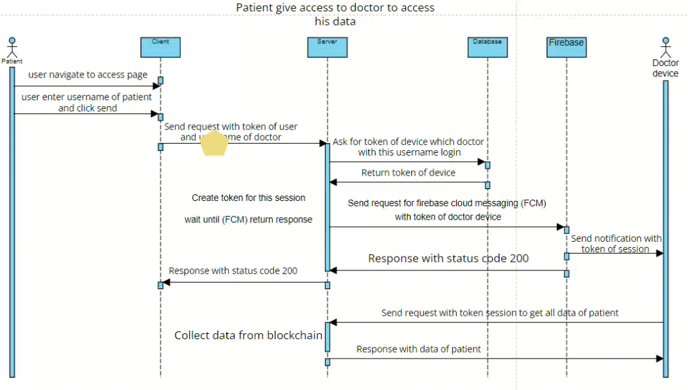 Patient give access to doctor to access
his data
Client
Server
Database
Firebase
Patient
Doctor
device
user navigate to access page
user enter username of patient
and click send
Send request with token of user
and of doctor
Ask for token of device which doctor
with this username login
Return token of device
Create token for this session
wait until (FCM) return response
Send request for firebase cloud messaging (FCM)
with token of doctor device
Send notification with
token of session
Response with status code 200
Response with status code 200
Send request with token session to get all data of patient
Collect data from blockchain
Response with data of patient